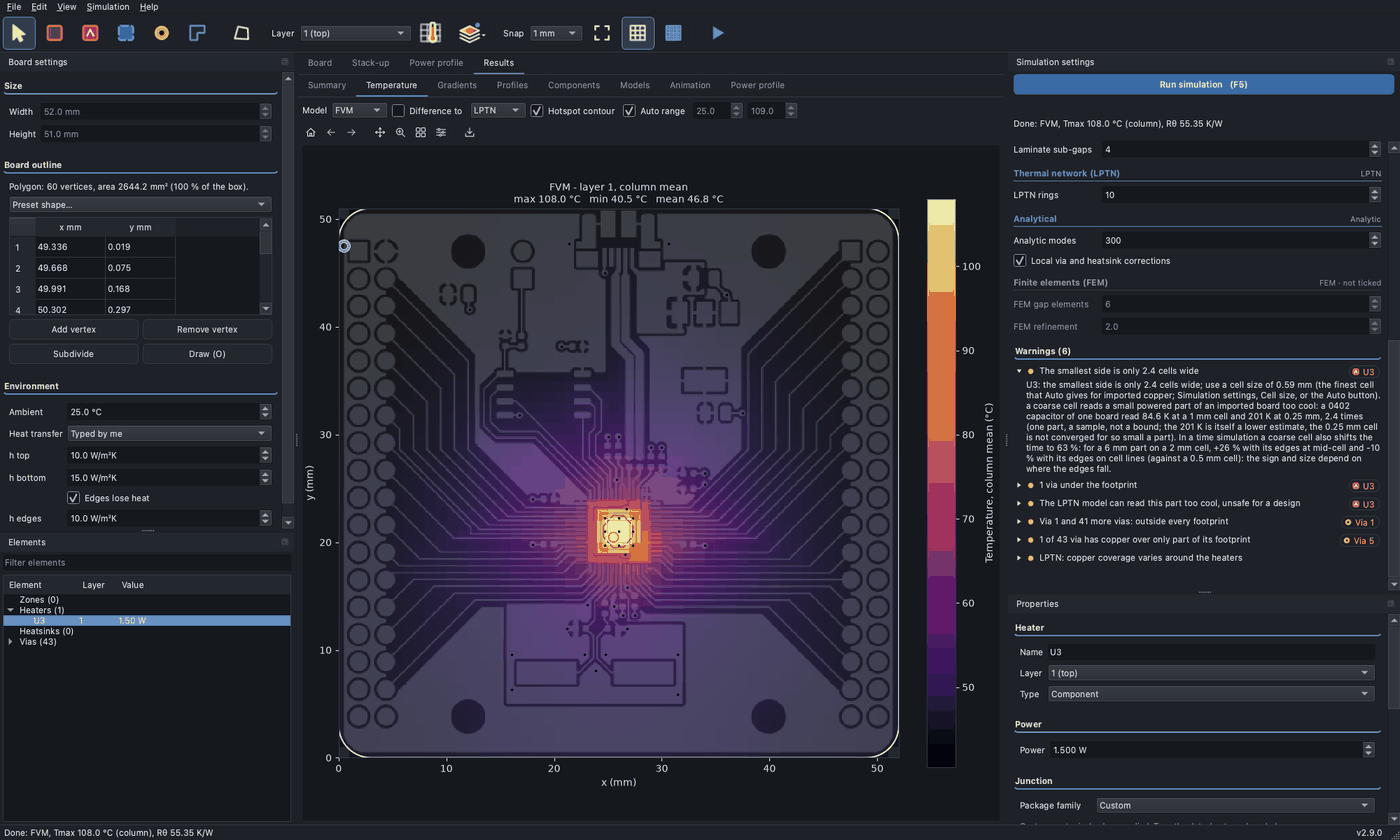 File Edit View Simulation Help
Layer 1 (top) Snap 1 mm
Board settings
Size
Width 52.0 mm
Height 51.0 mm
Board outline
Polygon: 60 vertices, area 2644.2 mm² (100 % of the box).
Preset shape...
x mm y mm
1 49.336 0.019
2 49.668 0.075
3 49.991 0.168
4 50.302 0.297
Add vertex Remove vertex
Subdivide Draw (O)
Environment
Ambient 25.0 °C
Heat transfer Typed by me
h top 10.0 W/m²K
h bottom 15.0 W/m²K
Edges lose heat
h edges 10.0 W/m²K
Elements
Filter elements
Element Layer Value
Zones (0)
Heaters (1)
U3 1 1.50 W
Heatsinks (0)
Vias (43)
Board Stack-up Power profile Results
Summary Temperature Gradients Profiles Components Models Animation Power profile
Model FVM Difference to LPTN Hotspot contour Auto range 25.0 109.0
FVM - layer 1, column mean
max 108.0 °C min 40.5 °C mean 46.8 °C
50
40
30
20
10
0
y (mm)
0 10 20 30 40 50
x (mm)
100
90
80
70
60
50
Temperature, column mean (°C)
Simulation settings
Run simulation (F5)
Done: FVM, Tmax 108.0 °C (column), Rθ 55.35 K/W
Laminate sub-gaps 4
Thermal network (LPTN) LPTN
LPTN rings 10
Analytical Analytic
Analytic modes 300
Local via and heatsink corrections
Finite elements (FEM) FEM - not ticked
FEM gap elements 6
FEM refinement 2.0
Warnings (6)
The smallest side is only 2.4 cells wide U3
U3: the smallest side is only 2.4 cells wide; use a cell size of 0.59 mm (the finest cell
that Auto gives for imported copper; Simulation settings, Cell size, or the Auto button).
a coarse cell reads a small powered part of an imported board too cool: a 0402
capacitor of one board read 84.6 K at a 1 mm cell and 201 K at 0.25 mm, 2.4 times
(one part, a sample, not a bound; the 201 K is itself a lower estimate, the 0.25 mm cell
is not converged for so small a part). In a time simulation a coarse cell also shifts the
time to 63 %: for a 6 mm part on a 2 mm cell, +26 % with its edges at mid-cell and -10
% with its edges on cell lines (against a 0.5 mm cell): the sign and size depend on
where the edges fall.
1 via under the footprint U3
The LPTN model can read this part too cool, unsafe for a design U3
Via 1 and 41 more vias: outside every footprint Via 1
1 of 43 via has copper over only part of its footprint Via 5
LPTN: copper coverage varies around the heaters
Properties
Heater
Name U3
Layer 1 (top)
Type Component
Power
Power 1.500 W
Junction
Package family Custom
Done: FVM, Tmax 108.0 °C (column), Rθ 55.35 K/W v2.9.0